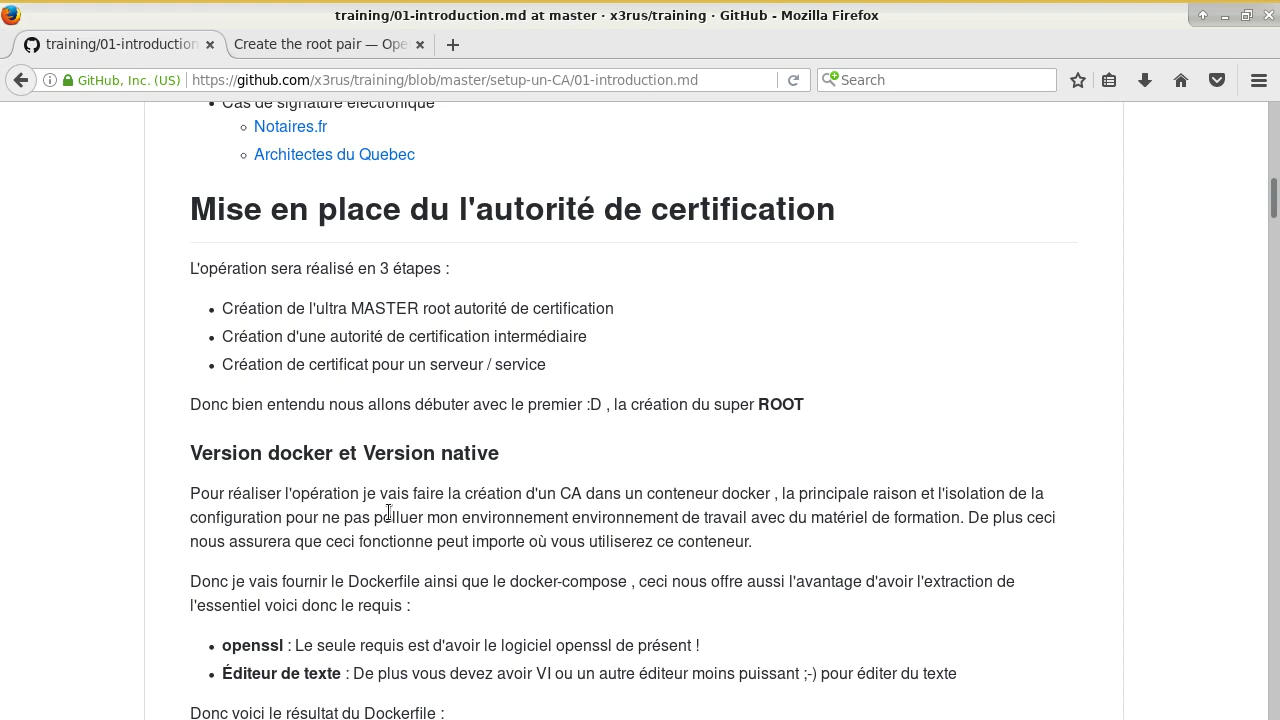 training/01-introduction.md at master · x3rus/training · GitHub - Mozilla Firefox
training/01-introduction
Create the root pair — Ope
GitHub, Inc. (US)
https://github.com/x3rus/training/blob/master/setup-un-CA/01-introduction.md
Search
Cas de signature électronique
Notaires.fr
Architectes du Quebec
Mise en place du l'autorité de certification
L'opération sera réalisé en 3 étapes :
Création de l'ultra MASTER root autorité de certification
Création d'une autorité de certification intermédiaire
Création de certificat pour un serveur / service
Donc bien entendu nous allons débuter avec le premier :D , la création du super ROOT
Version docker et Version native
Pour réaliser l'opération je vais faire la création d'un CA dans un conteneur docker , la principale raison et l'isolation de la
configuration pour ne pas polluer mon environnement environnement de travail avec du matériel de formation. De plus ceci
nous assurera que ceci fonctionne peut importe où vous utiliserez ce conteneur.
Donc je vais fournir le Dockerfile ainsi que le docker-compose , ceci nous offre aussi l'avantage d'avoir l'extraction de
l'essentiel voici donc le requis :
openssl : Le seule requis est d'avoir le logiciel openssl de présent !
Éditeur de texte : De plus vous devez avoir VI ou un autre éditeur moins puissant ;-) pour éditer du texte
Donc voici le résultat du Dockerfile :